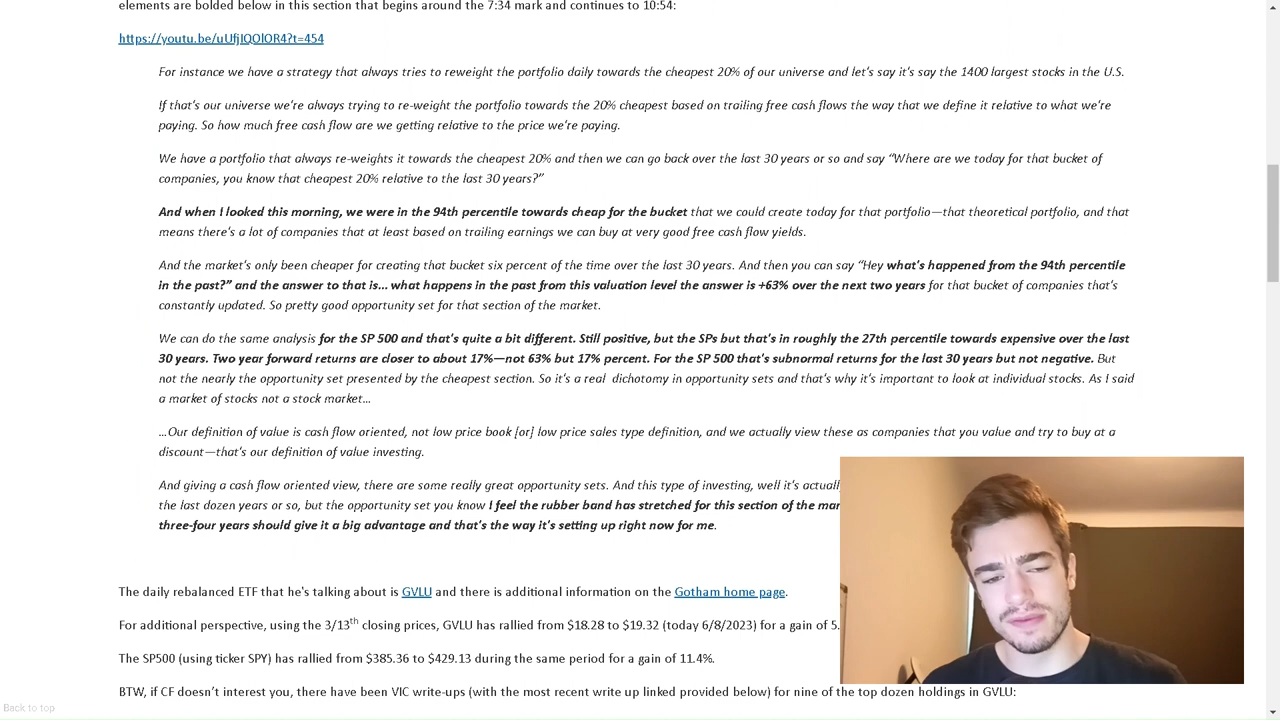 elements are bolded below in this section that begins around the 7:34 mark and continues to 10:54:
https://youtu.be/uUfjIQOlOR4?t=454
For instance we have a strategy that always tries to reweight the portfolio daily towards the cheapest 20% of our universe and let's say it's say the 1400 largest stocks in the U.S.
If that's our universe we're always trying to re-weight the portfolio towards the 20% cheapest based on trailing free cash flows the way that we define it relative to what we're
paying. So how much free cash flow are we getting relative to the price we're paying.
We have a portfolio that always re-weights it towards the cheapest 20% and then we can go back over the last 30 years or so and say “Where are we today for that bucket of
companies, you know that cheapest 20% relative to the last 30 years?”
And when I looked this morning, we were in the 94th percentile towards cheap for the bucket that we could create today for that portfolio—that theoretical portfolio, and that
means there's a lot of companies that at least based on trailing earnings we can buy at very good free cash flow yields.
And the market's only been cheaper for creating that bucket six percent of the time over the last 30 years. And then you can say “Hey what's happened from the 94th percentile
in the past?” and the answer to that is... what happens in the past from this valuation level the answer is +63% over the next two years for that bucket of companies that's
constantly updated. So pretty good opportunity set for that section of the market.
We can do the same analysis for the SP 500 and that's quite a bit different. Still positive, but the SPs but that's in roughly the 27th percentile towards expensive over the last
30 years. Two year forward returns are closer to about 17%—not 63% but 17% percent. For the SP 500 that's subnormal returns for the last 30 years but not negative. But
not the nearly the opportunity set presented by the cheapest section. So it's a real dichotomy in opportunity sets and that's why it's important to look at individual stocks. As I said
a market of stocks not a stock market…
…Our definition of value is cash flow oriented, not low price book [or] low price sales type definition, and we actually view these as companies that you value and try to buy at a
discount—that's our definition of value investing.
And giving a cash flow oriented view, there are some really great opportunity sets. And this type of investing, well it's
the last dozen years or so, but the opportunity set you know I feel the rubber band has stretched for this section of the
three-four years should give it a big advantage and that's the way it's setting up right now for me.
The daily rebalanced ETF that he's talking about is GVLU and there is additional information on the Gotham home page.
For additional perspective, using the 3/13th closing prices, GVLU has rallied from $18.28 to $19.32 (today 6/8/2023) for a gain of 5.
The SP500 (using ticker SPY) has rallied from $385.36 to $429.13 during the same period for a gain of 11.4%.
BTW, if CF doesn't interest you, there have been VIC write-ups (with the most recent write up linked provided below) for nine of the top dozen holdings in GVLU:
Back to top